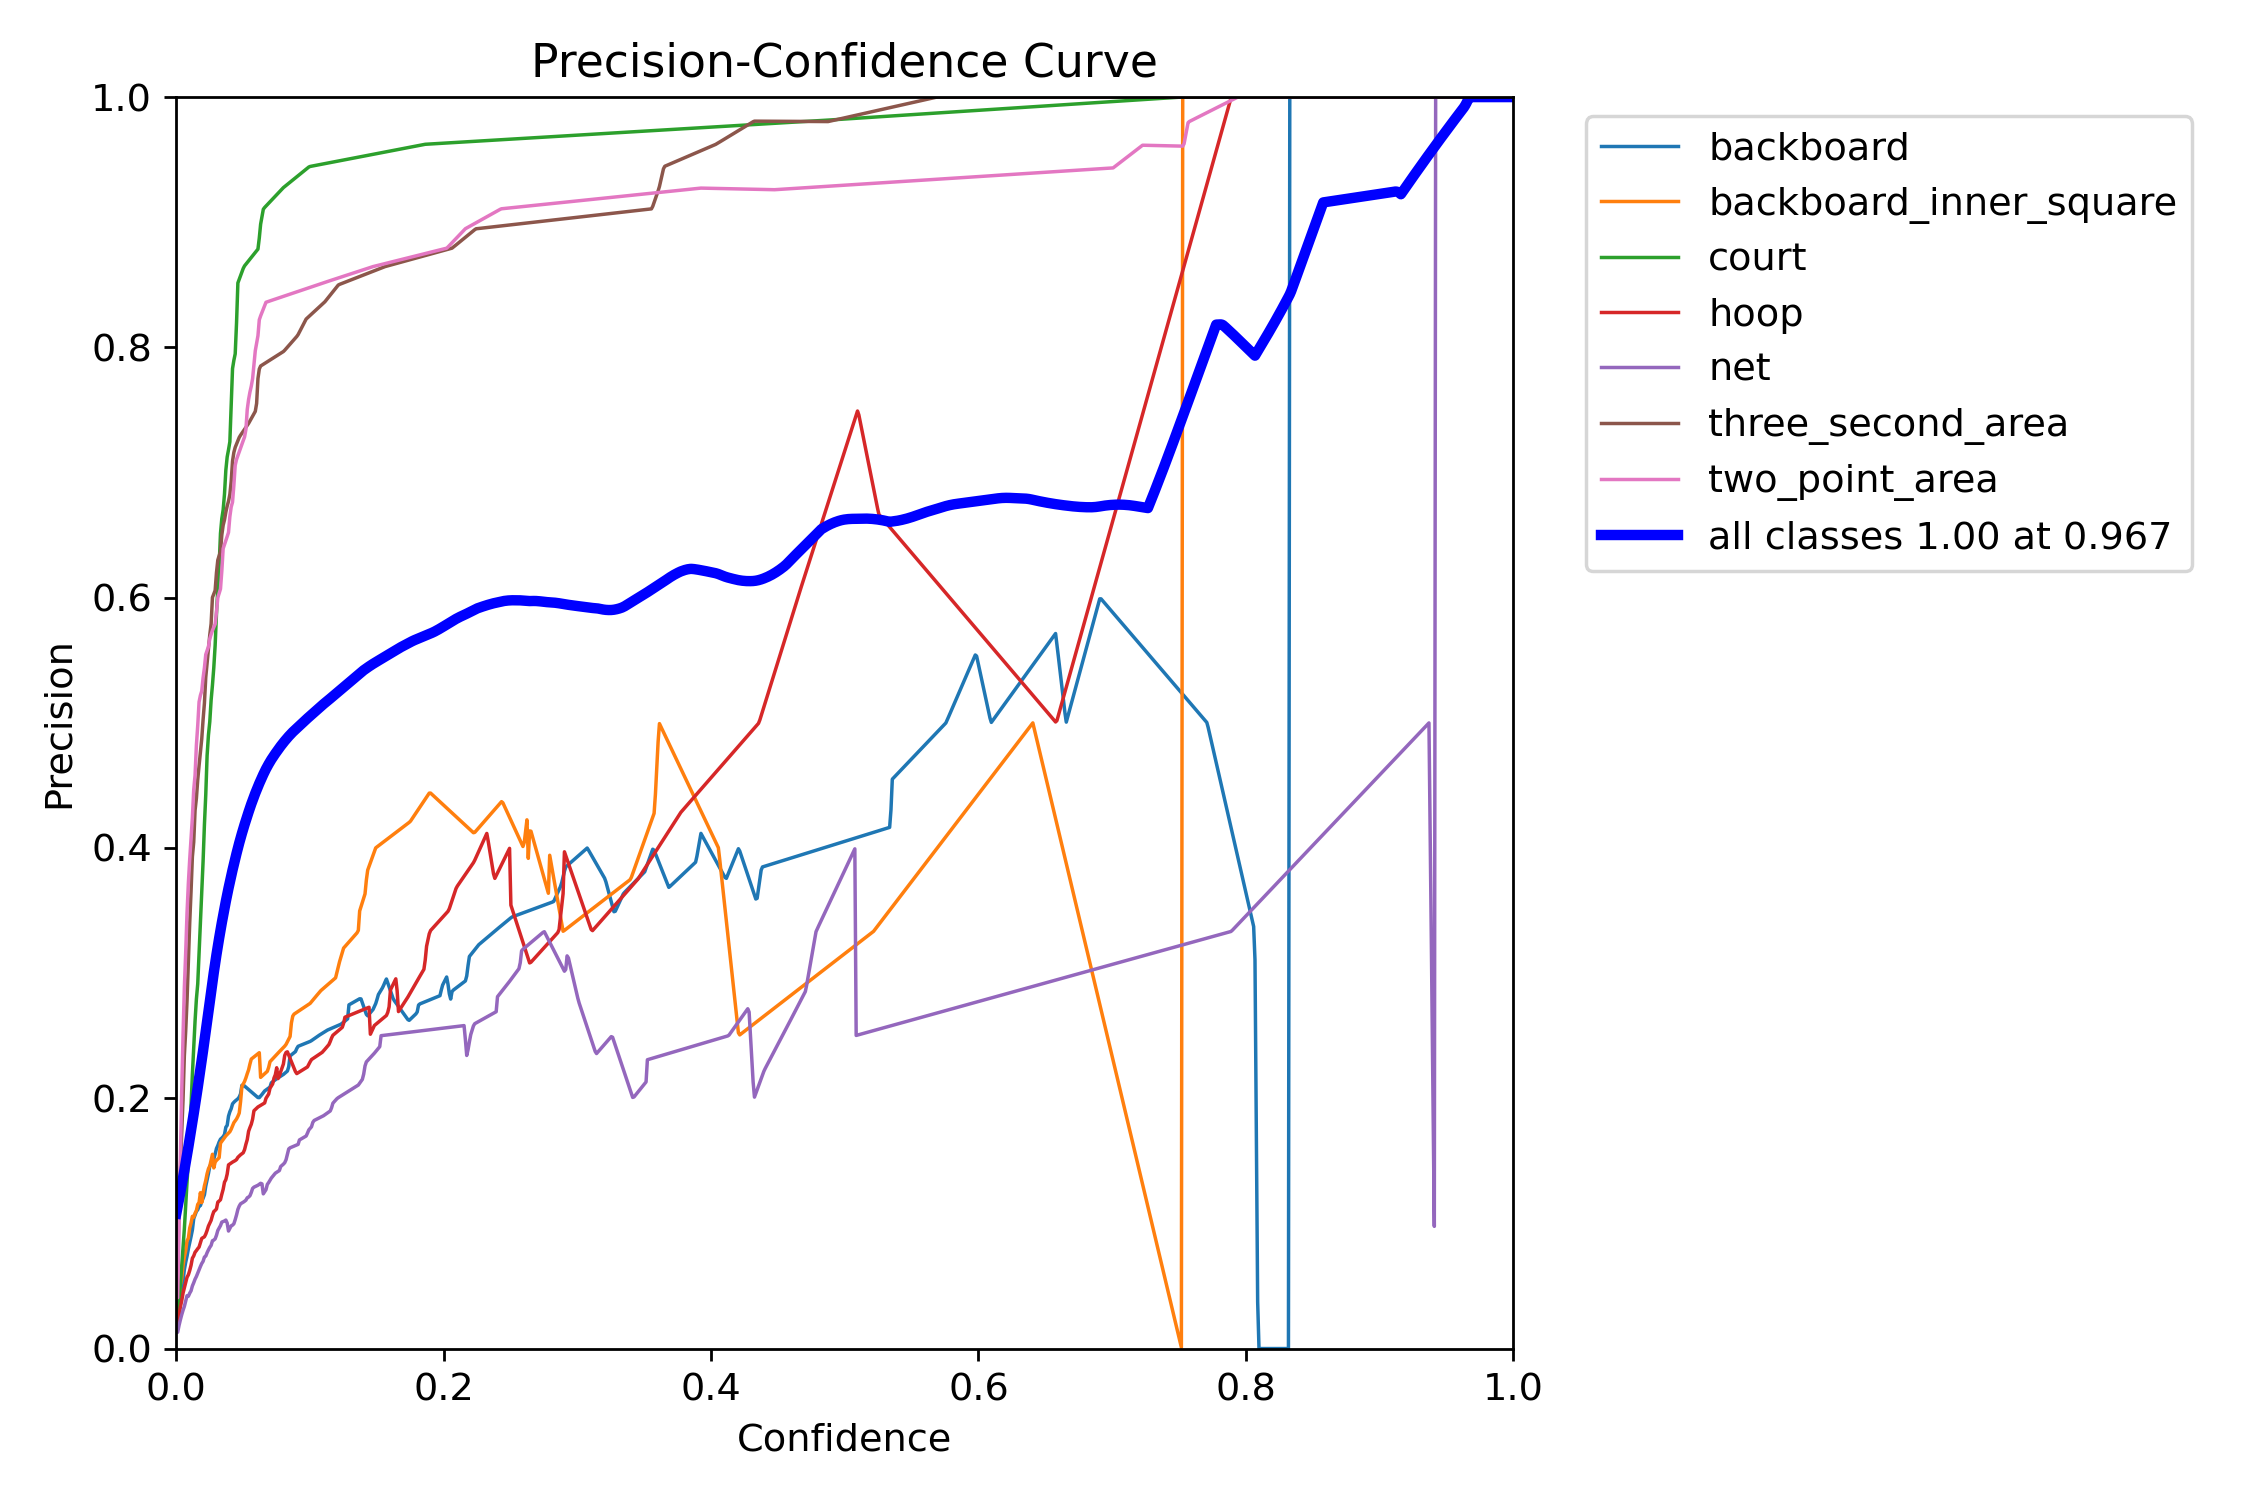 Precision-Confidence Curve
1.0
0.8
0.6
0.4
0.2
0.0
Precision
0.0 0.2 0.4 0.6 0.8 1.0
Confidence
backboard
backboard_inner_square
court
hoop
net
three_second_area
two_point_area
all classes 1.00 at 0.967